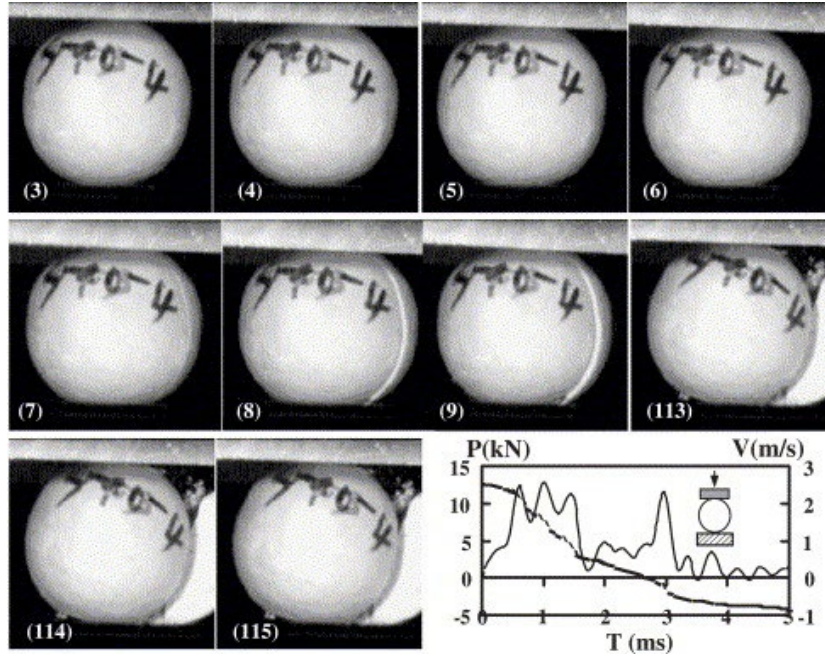 (3) (4) (5) (6)
(7) (8) (9) (113)
P(kN) V(m/s)
15 3
10 2
5 1
0 0
-5 -1
0 1 2 3 4 5
T (ms)
(114) (115)